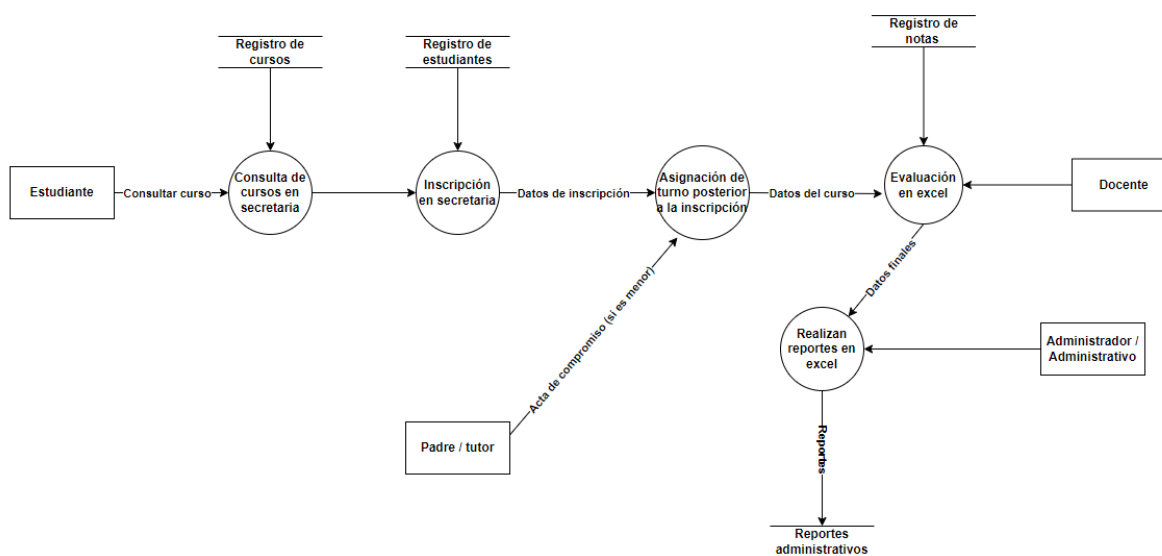 Registro de
cursos
Registro de
estudiantes
Registro de
notas
Estudiante
Consultar curso
Consulta de
cursos en
secretaria
Inscripción
en secretaria
Datos de inscripción
Asignación de
turno posterior
a la inscripción
Datos del curso
Evaluación
en excel
Docente
Datos finales
Acta de compromiso (si es menor)
Realizan
reportes en
excel
Administrador /
Administrativo
Padre / tutor
Reportes
Reportes
administrativos